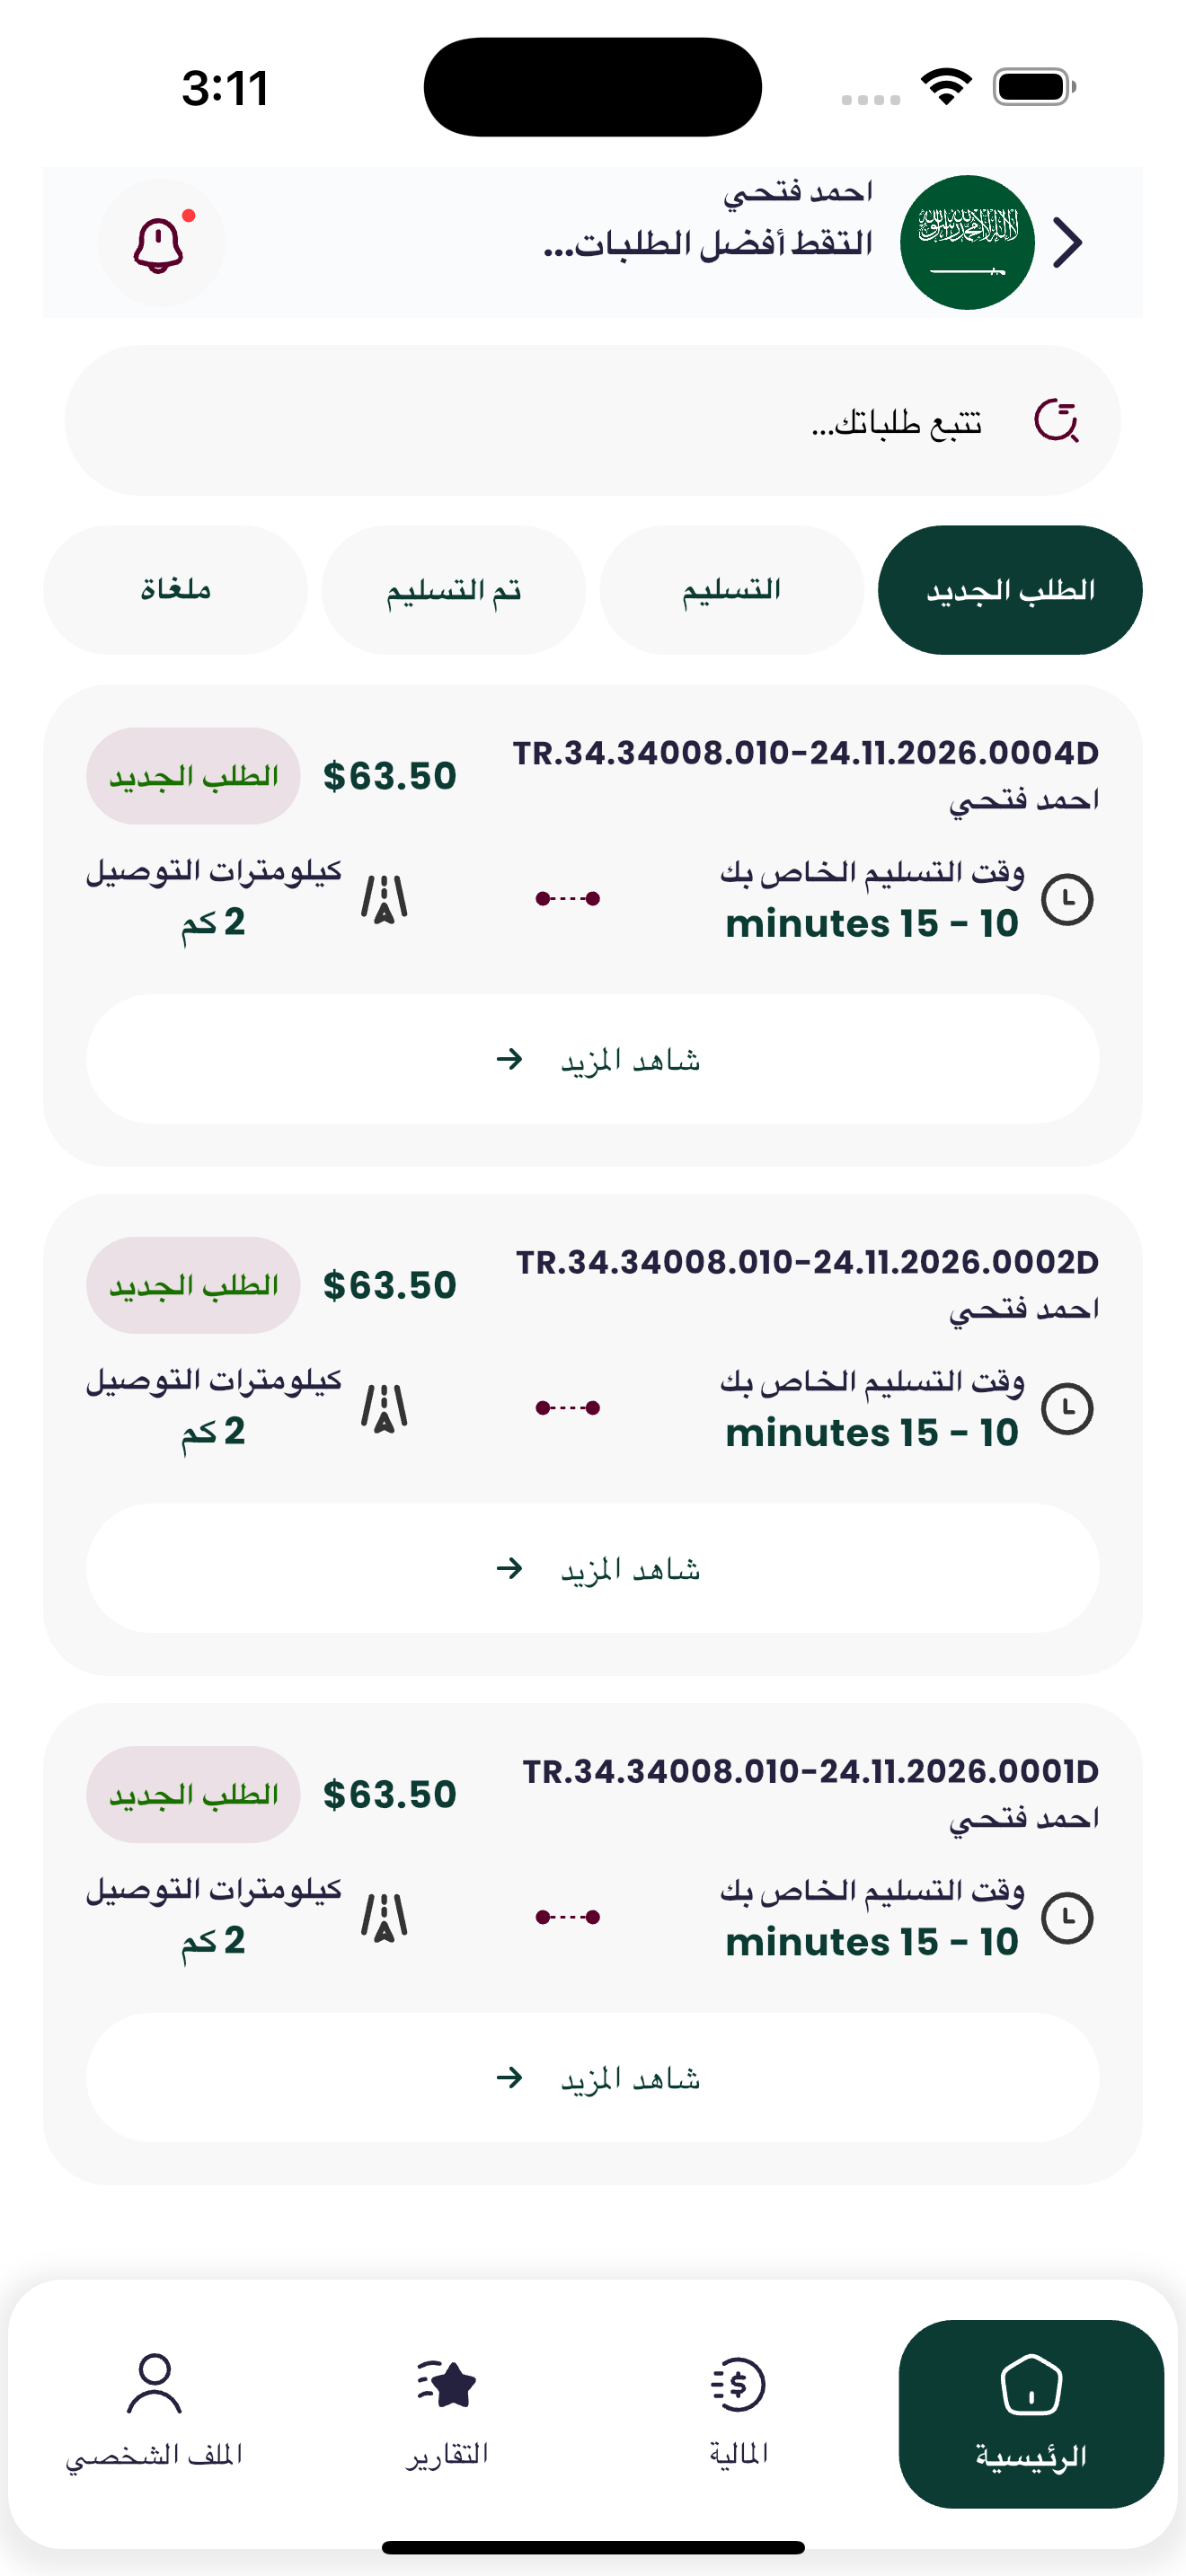 3:11
احمد فتحي
التقط أفضل الطلبات...
تتبع طلباتك...
الطلب الجديد
التسليم
تم التسليم
ملغاة
TR.34.34008.010-24.11.2026.0004D
احمد فتحي
$63.50
الطلب الجديد
وقت التسليم الخاص بك
10 - 15 minutes
كيلومترات التوصيل
2 كم
شاهد المزيد
TR.34.34008.010-24.11.2026.0002D
احمد فتحي
$63.50
الطلب الجديد
وقت التسليم الخاص بك
10 - 15 minutes
كيلومترات التوصيل
2 كم
شاهد المزيد
TR.34.34008.010-24.11.2026.0001D
احمد فتحي
$63.50
الطلب الجديد
وقت التسليم الخاص بك
10 - 15 minutes
كيلومترات التوصيل
2 كم
شاهد المزيد
الرئيسية
المالية
التقارير
الملف الشخصي